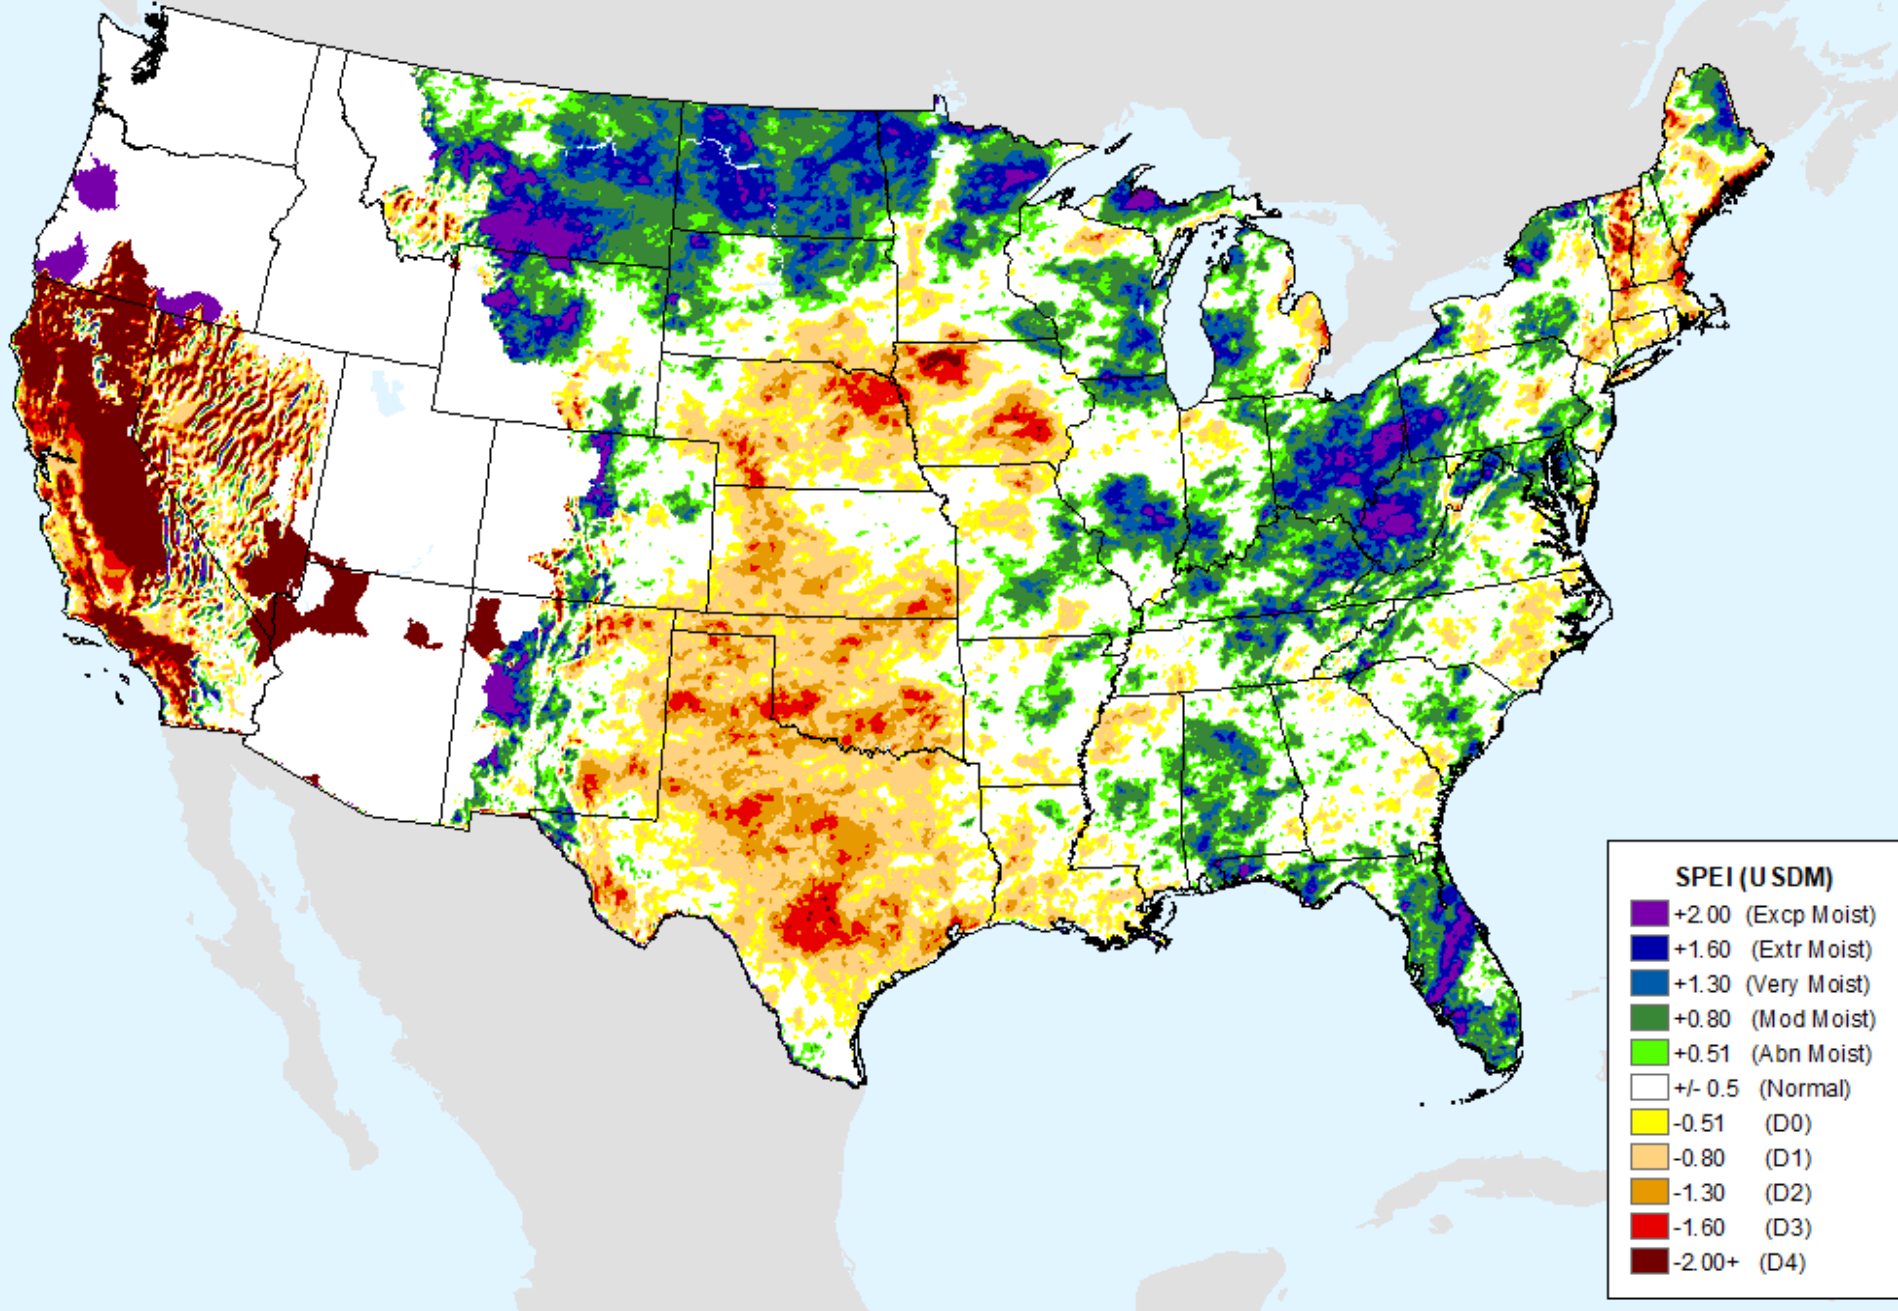 SPEI (USDM)
+2.00 (Excp Moist)
+1.60 (Extr Moist)
+1.30 (Very Moist)
+0.80 (Mod Moist)
+0.51 (Abn Moist)
+/- 0.5 (Normal)
-0.51 (D0)
-0.80 (D1)
-1.30 (D2)
-1.60 (D3)
-2.00+ (D4)